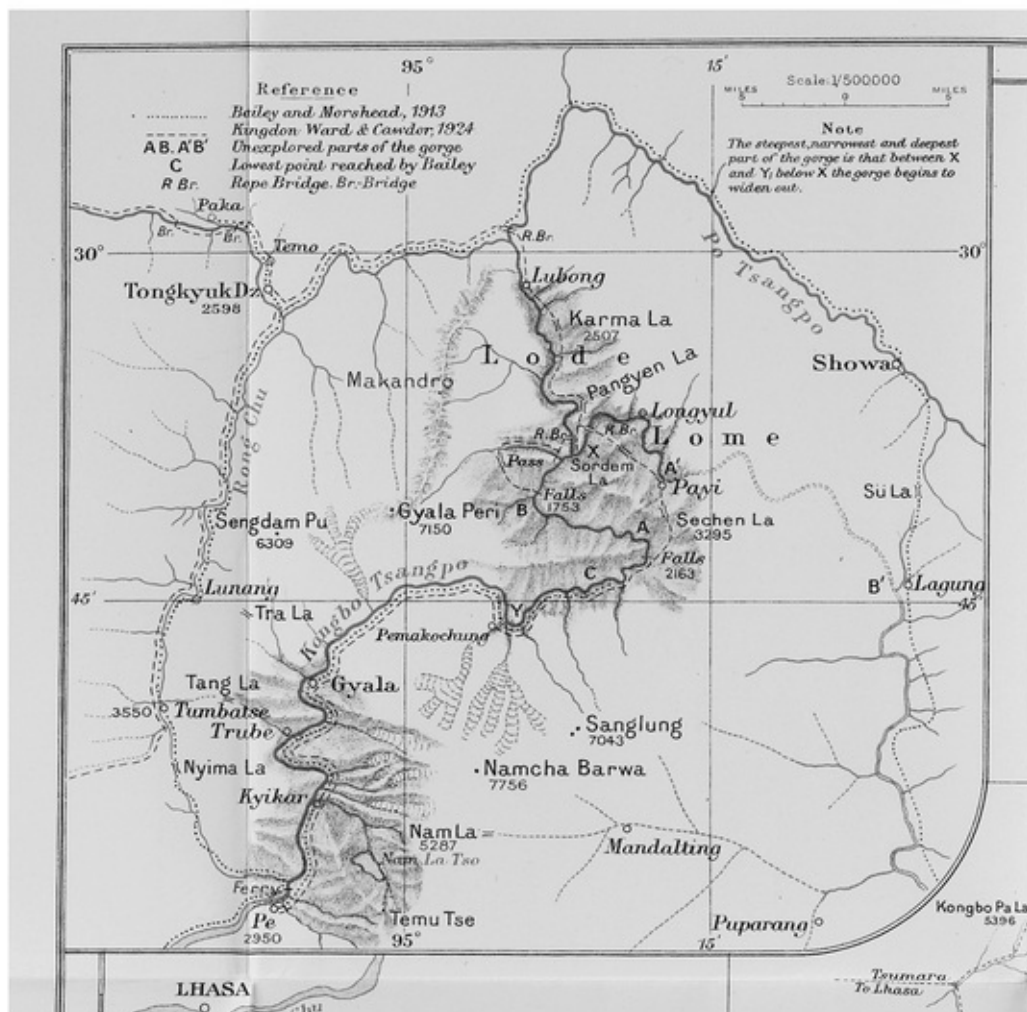 95°
15'
Reference
Bailey and Morshead, 1913
Kingdon Ward & Cawdor, 1924
AB. A'B' Unexplored parts of the gorge
C Lowest point reached by Bailey
R Br. Rope Bridge. Br.-Bridge
Scale: 1/500000
MILES 5 0 5 MILES
Note
The steepest, narrowest and deepest
part of the gorge is that between X
and Y; below X the gorge begins to
widen out.
Paka
Br.
Br.
Temo
R.Br.
30°
30°
Po Tsangpo
Lubong
Tongkyuk Dz.
2598
Karma La
2507
Lode
Showa
Makandro
Pangyen La
Longyul
R.Br.
R.Br.
Lome
Rong Chu
Pass
X
Sordem
La
A'
Payi
Sü La
Falls
1753
B
Gyala Peri
7150
Sengdam Pu
6309
A
Sechen La
3295
Falls
2163
C
Kangbo Tsangpo
B'
Lagung
Lunang
45'
45'
Tra La
Y
Pemakochung
Gyala
Tang La
3550
Tumbatse
Trube
Sanglung
7043
Nyima La
Namcha Barwa
7756
Kyikar
Nam La
5287
Nam La Tso
Mandalting
Ferry
Pe
2950
Temu Tse
Puparang
Kongbo Pa La
5396
95°
15'
Tsumara
To Lhasa
LHASA